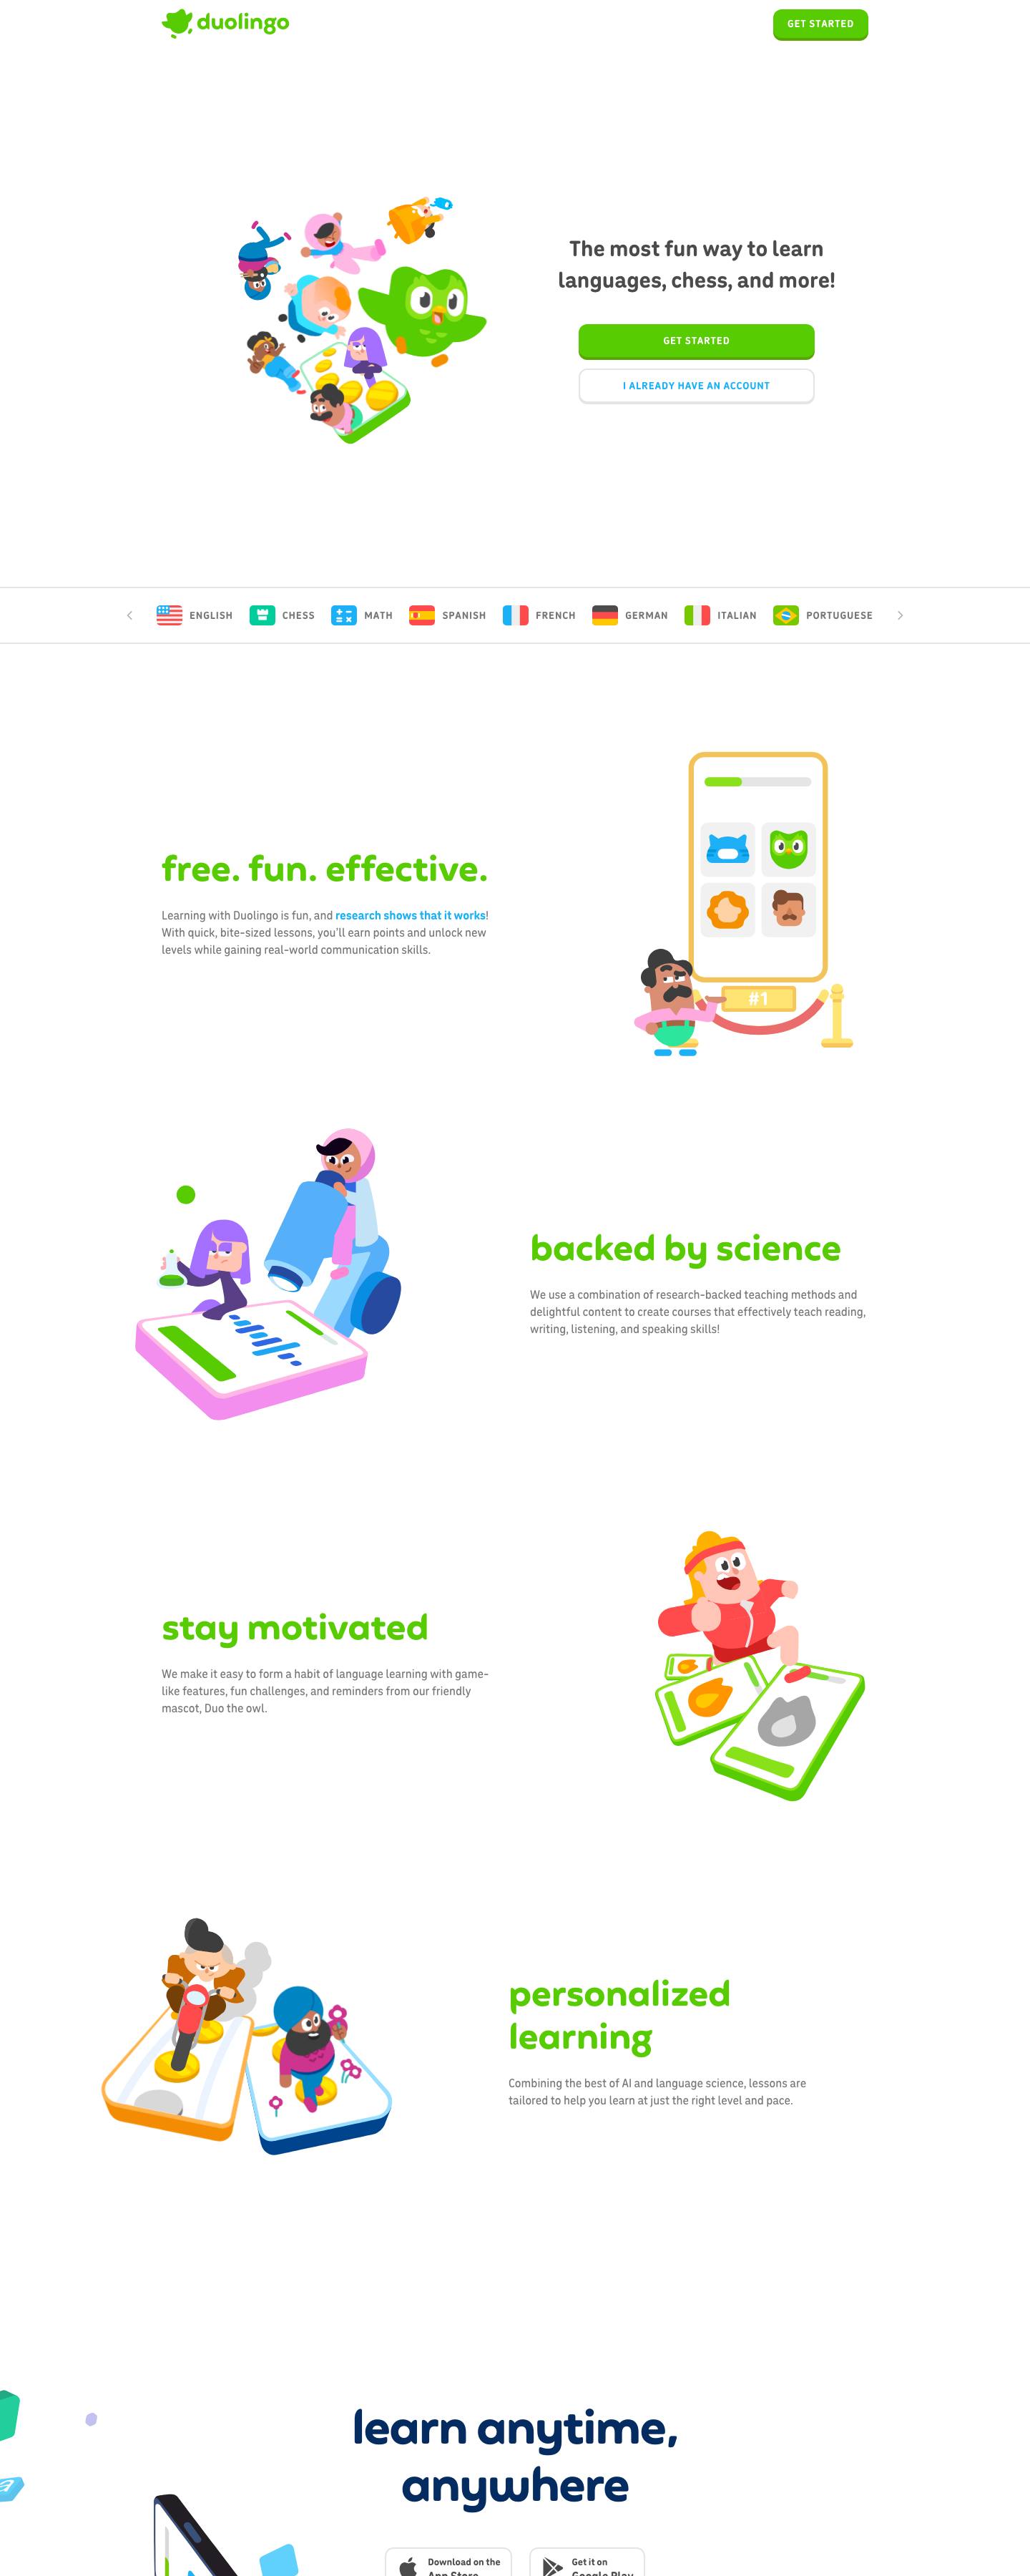 duolingo
GET STARTED
The most fun way to learn
languages, chess, and more!
GET STARTED
I ALREADY HAVE AN ACCOUNT
ENGLISH
CHESS
MATH
SPANISH
FRENCH
GERMAN
ITALIAN
PORTUGUESE
#1
free. fun. effective.
Learning with Duolingo is fun, and research shows that it works!
With quick, bite-sized lessons, you’ll earn points and unlock new
levels while gaining real-world communication skills.
backed by science
We use a combination of research-backed teaching methods and
delightful content to create courses that effectively teach reading,
writing, listening, and speaking skills!
stay motivated
We make it easy to form a habit of language learning with game-
like features, fun challenges, and reminders from our friendly
mascot, Duo the owl.
personalized
learning
Combining the best of AI and language science, lessons are
tailored to help you learn at just the right level and pace.
learn anytime,
anywhere
Download on the
App Store
Get it on
Google Play